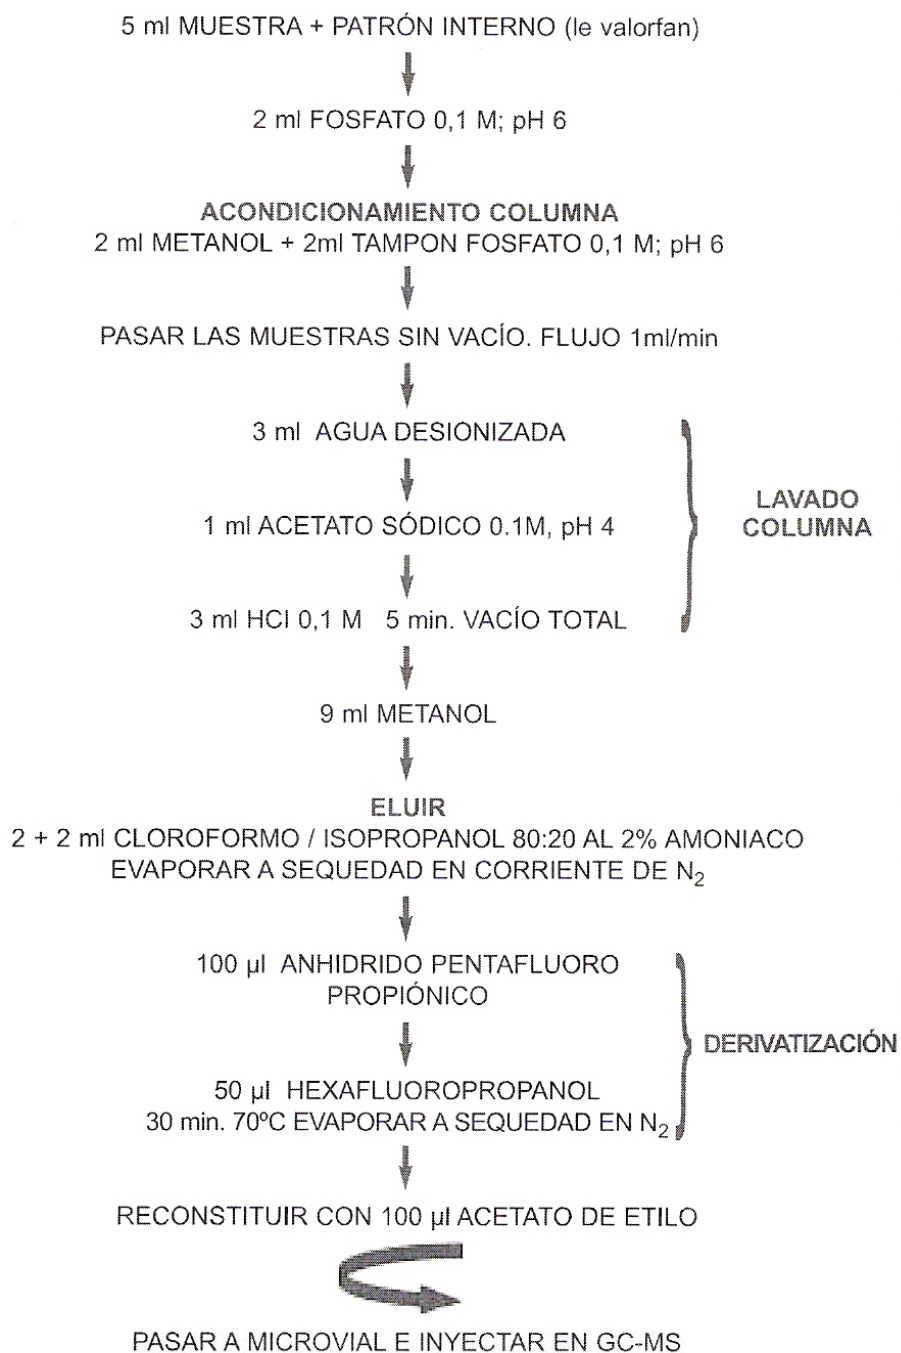 5 ml MUESTRA + PATRÓN INTERNO (le valorfan)
2 ml FOSFATO 0,1 M; pH 6
ACONDICIONAMIENTO COLUMNA
2 ml METANOL + 2ml TAMPON FOSFATO 0,1 M; pH 6
PASAR LAS MUESTRAS SIN VACÍO. FLUJO 1ml/min
3 ml AGUA DESIONIZADA
1 ml ACETATO SÓDICO 0.1M, pH 4
3 ml HCl 0,1 M 5 min. VACÍO TOTAL
LAVADO
COLUMNA
9 ml METANOL
ELUIR
2 + 2 ml CLOROFORMO / ISOPROPANOL 80:20 AL 2% AMONIACO
EVAPORAR A SEQUEDAD EN CORRIENTE DE N₂
100 µl ANHIDRIDO PENTAFLUORO
PROPIÓNICO
50 µl HEXAFLUOROPROPANOL
30 min. 70ºC EVAPORAR A SEQUEDAD EN N₂
DERIVATIZACIÓN
RECONSTITUIR CON 100 µl ACETATO DE ETILO
PASAR A MICROVIAL E INYECTAR EN GC-MS